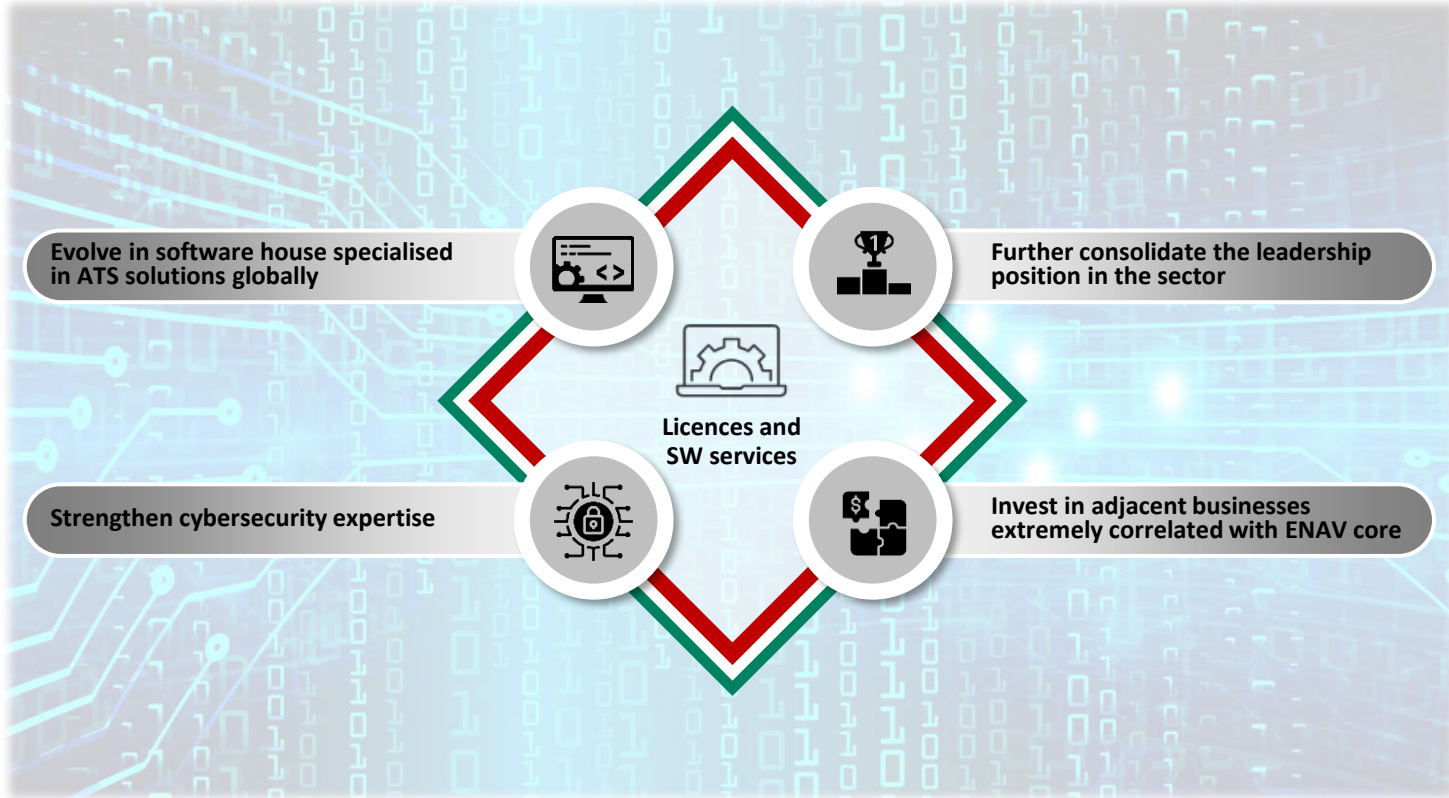 Evolve in software house specialised
in ATS solutions globally
1
Further consolidate the leadership
position in the sector
Licences and
SW services
Strengthen cybersecurity expertise
$
Invest in adjacent businesses
extremely correlated with ENAV core